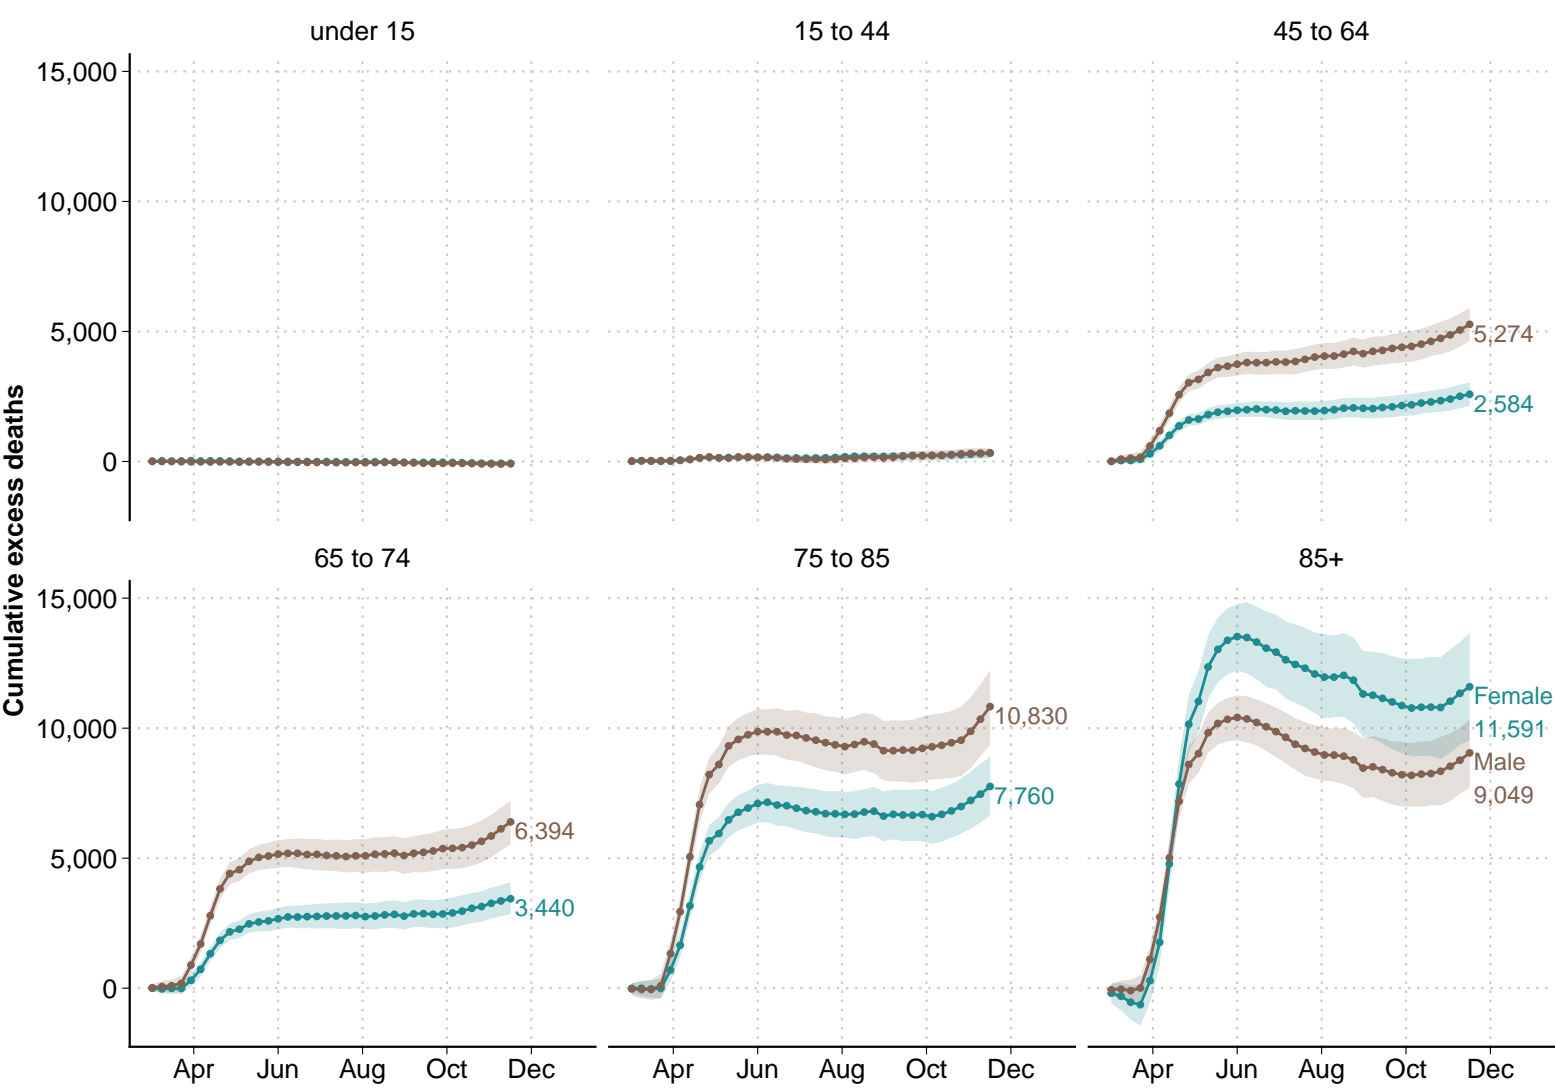 under 15
15 to 44
45 to 64
15,000
10,000
5,000
0
5,274
2,584
Cumulative excess deaths
65 to 74
75 to 85
85+
15,000
10,000
5,000
0
6,394
3,440
10,830
7,760
Female
11,591
Male
9,049
Apr Jun Aug Oct Dec
Apr Jun Aug Oct Dec
Apr Jun Aug Oct Dec